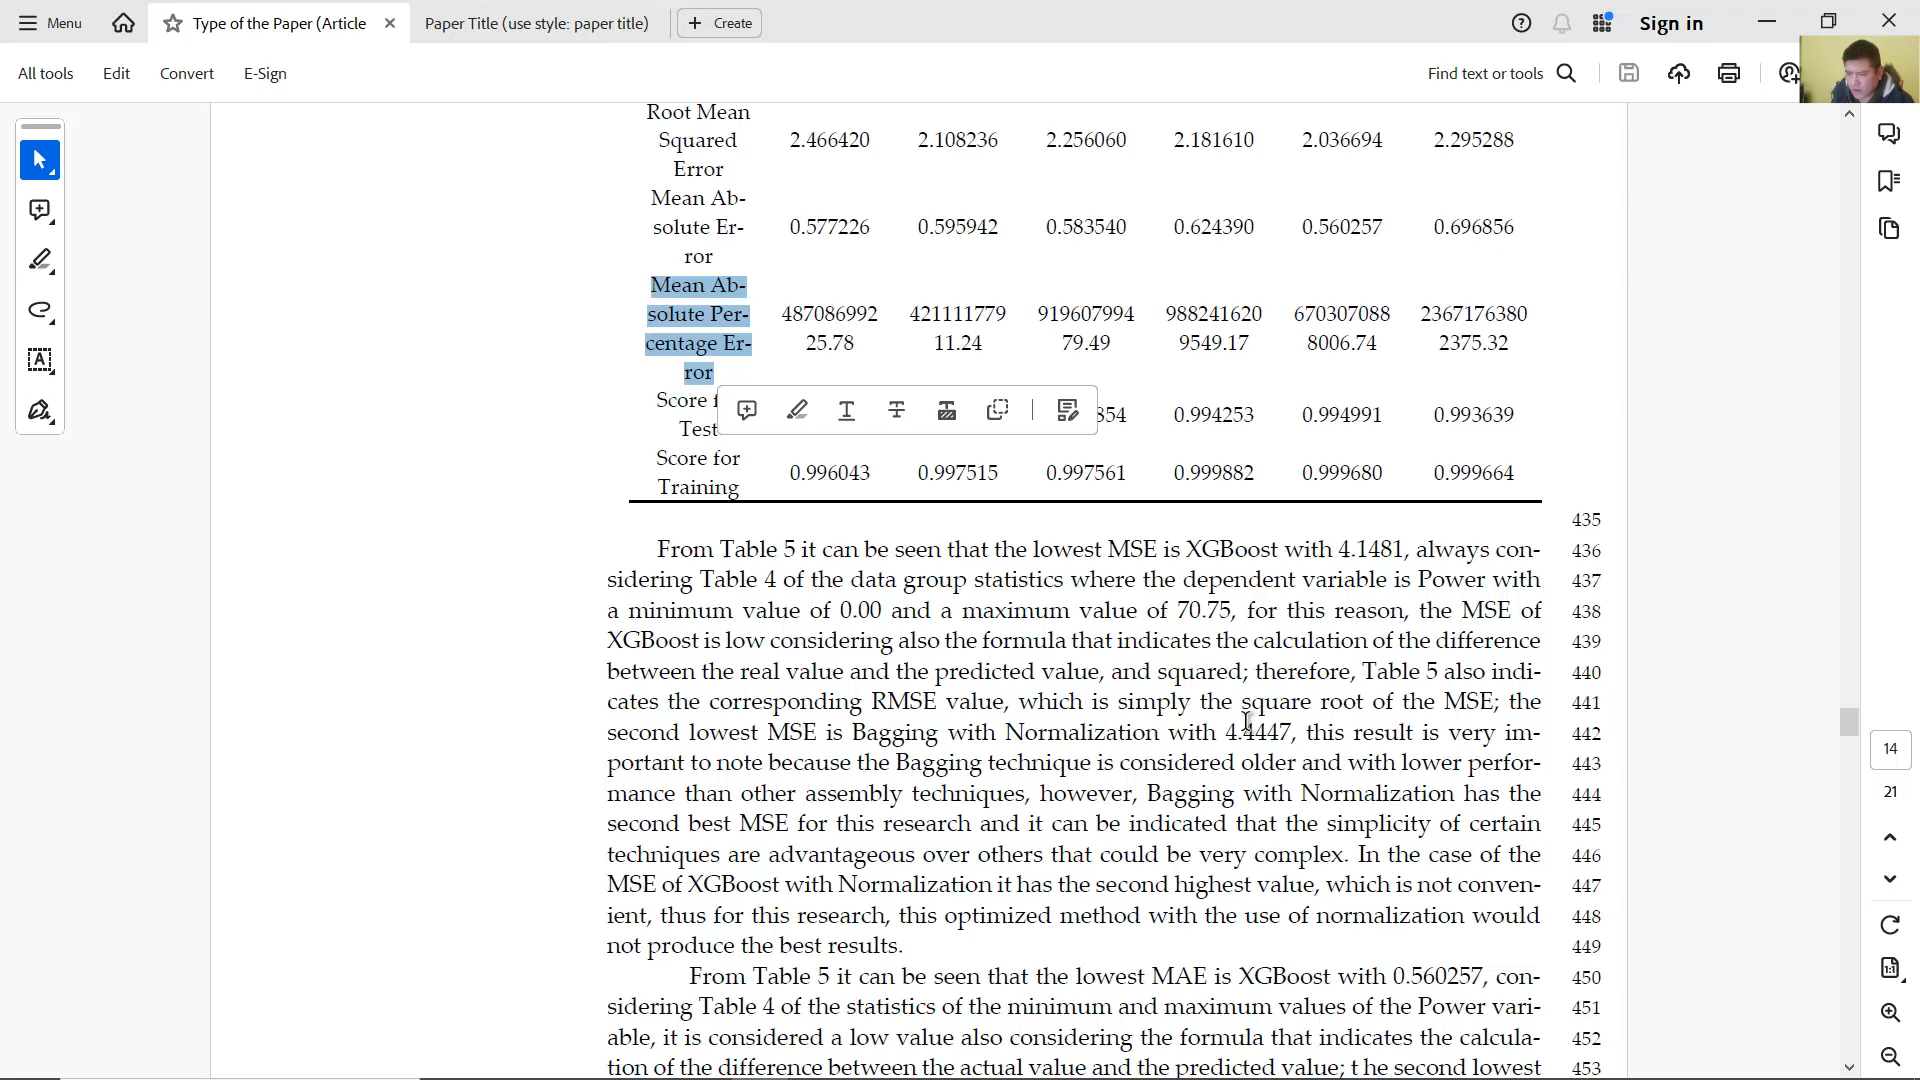 Menu
Type of the Paper (Article
Paper Title (use style: paper title)
Create
Sign in
All tools
Edit
Convert
E-Sign
Find text or tools
Root Mean
Squared
Error
2.466420 2.108236 2.256060 2.181610 2.036694 2.295288
Mean Ab-
solute Er-
ror
0.577226 0.595942 0.583540 0.624390 0.560257 0.696856
Mean Ab-
solute Per-
centage Er-
ror
487086992 421111779 919607994 988241620 670307088 2367176380
25.78 11.24 79.49 9549.17 8006.74 2375.32
Score f
Test
854 0.994253 0.994991 0.993639
Score for
Training
0.996043 0.997515 0.997561 0.999882 0.999680 0.999664
435
From Table 5 it can be seen that the lowest MSE is XGBoost with 4.1481, always con- 436
sidering Table 4 of the data group statistics where the dependent variable is Power with 437
a minimum value of 0.00 and a maximum value of 70.75, for this reason, the MSE of 438
XGBoost is low considering also the formula that indicates the calculation of the difference 439
between the real value and the predicted value, and squared; therefore, Table 5 also indi- 440
cates the corresponding RMSE value, which is simply the square root of the MSE; the 441
second lowest MSE is Bagging with Normalization with 4.4447, this result is very im- 442
portant to note because the Bagging technique is considered older and with lower perfor- 443
mance than other assembly techniques, however, Bagging with Normalization has the 444
second best MSE for this research and it can be indicated that the simplicity of certain 445
techniques are advantageous over others that could be very complex. In the case of the 446
MSE of XGBoost with Normalization it has the second highest value, which is not conven- 447
ient, thus for this research, this optimized method with the use of normalization would 448
not produce the best results. 449
From Table 5 it can be seen that the lowest MAE is XGBoost with 0.560257, con- 450
sidering Table 4 of the statistics of the minimum and maximum values of the Power vari- 451
able, it is considered a low value also considering the formula that indicates the calcula- 452
tion of the difference between the actual value and the predicted value; t he second lowest 453
14
21